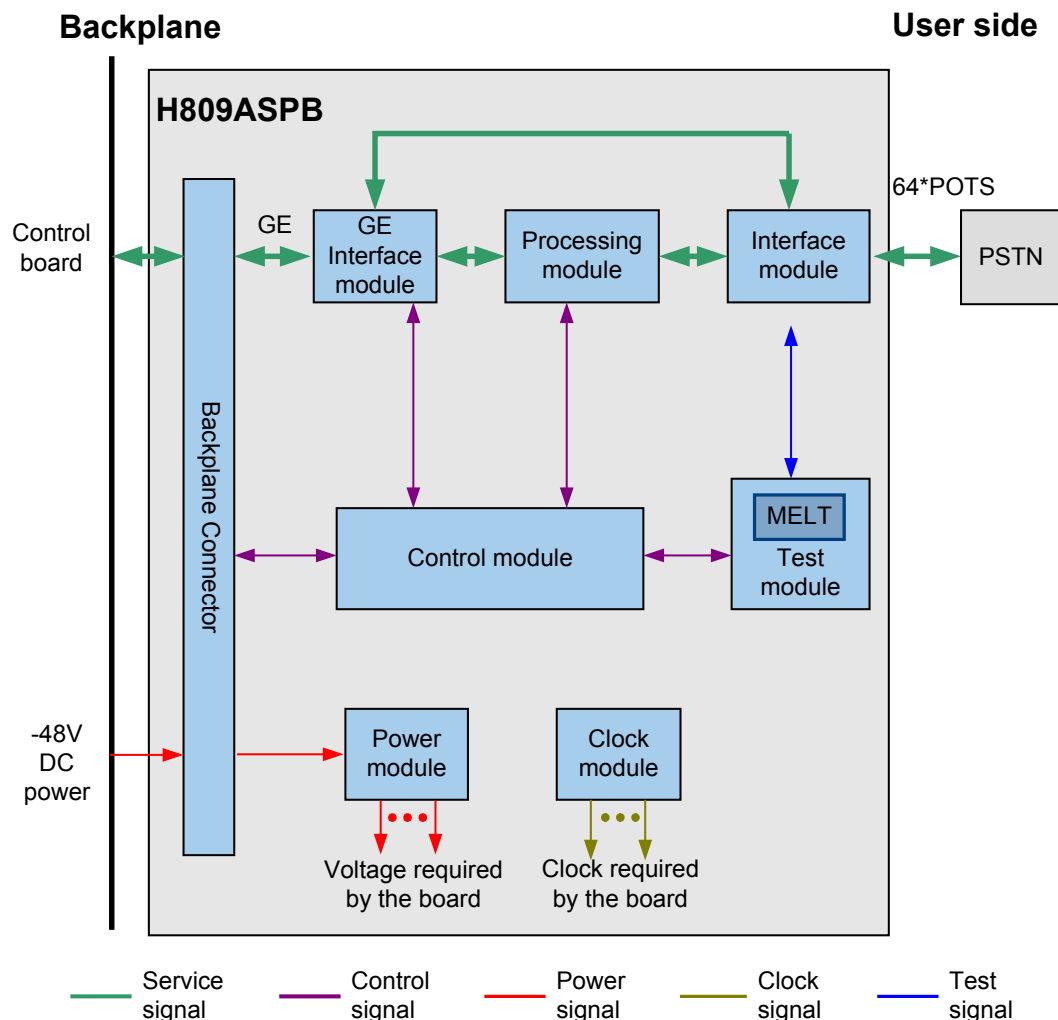 Backplane
User side
H809ASPB
64*POTS
Control
board
GE
GE
Interface
module
Processing
module
Interface
module
PSTN
Backplane Connector
Control module
MELT
Test
module
-48V
DC
power
Power
module
Clock
module
Voltage required
by the board
Clock required
by the board
Service
signal
Control
signal
Power
signal
Clock
signal
Test
signal